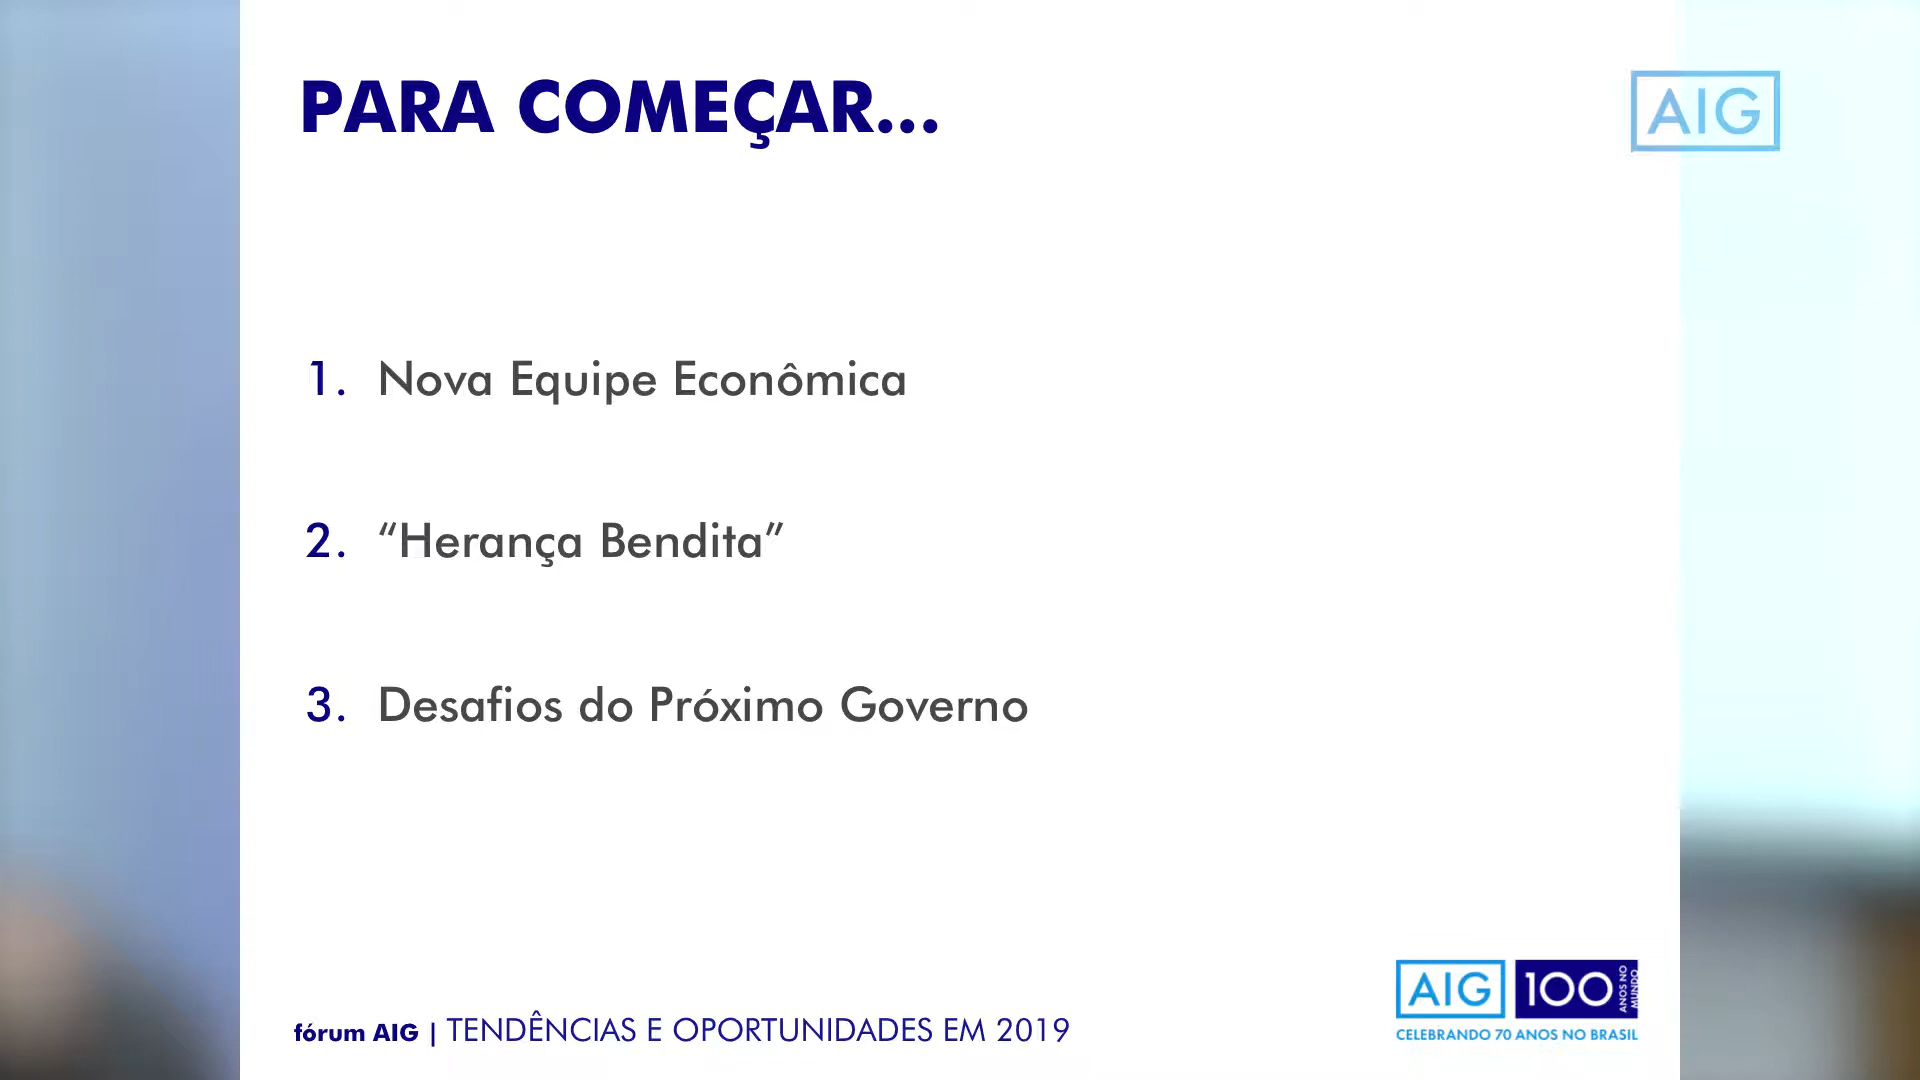 PARA COMEÇAR...
AIG
1. Nova Equipe Econômica
2. “Herança Bendita”
3. Desafios do Próximo Governo
fórum AIG | TENDÊNCIAS E OPORTUNIDADES EM 2019
AIG 100 ANOS NO MUNDO
CELEBRANDO 70 ANOS NO BRASIL